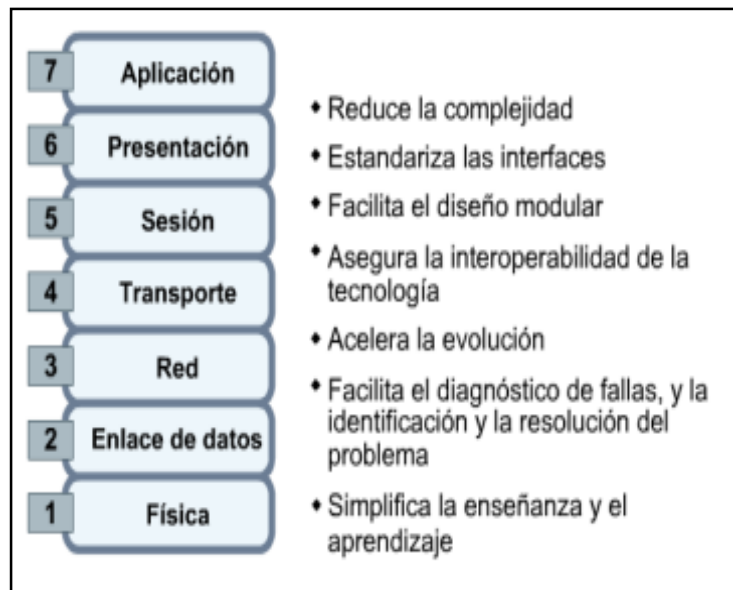 7 Aplicación
6 Presentación
5 Sesión
4 Transporte
3 Red
2 Enlace de datos
1 Física
• Reduce la complejidad
• Estandariza las interfaces
• Facilita el diseño modular
• Asegura la interoperabilidad de la
tecnología
• Acelera la evolución
• Facilita el diagnóstico de fallas, y la
identificación y la resolución del
problema
• Simplifica la enseñanza y el
aprendizaje